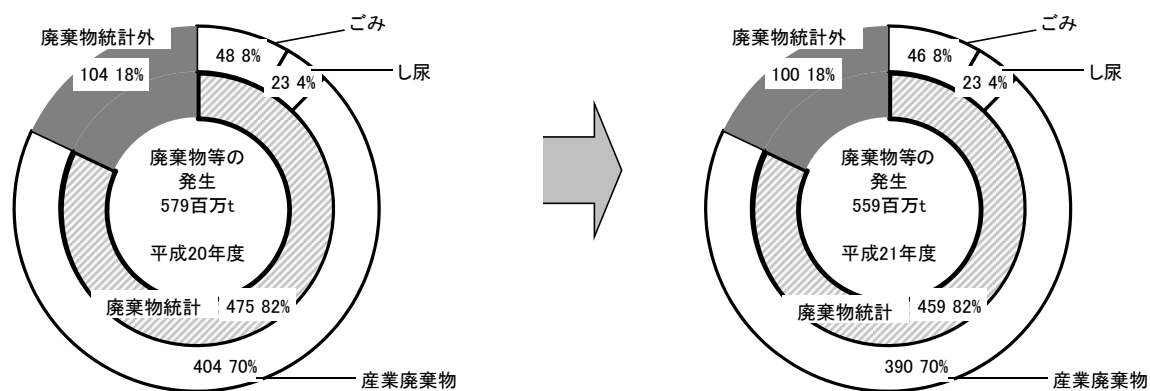 ごみ
廃棄物統計外
48 8%
し尿
104 18%
23 4%
廃棄物等の
発生
579百万t
平成20年度
廃棄物統計 475 82%
404 70%
産業廃棄物
ごみ
廃棄物統計外
46 8%
し尿
100 18%
23 4%
廃棄物等の
発生
559百万t
平成21年度
廃棄物統計 459 82%
390 70%
産業廃棄物